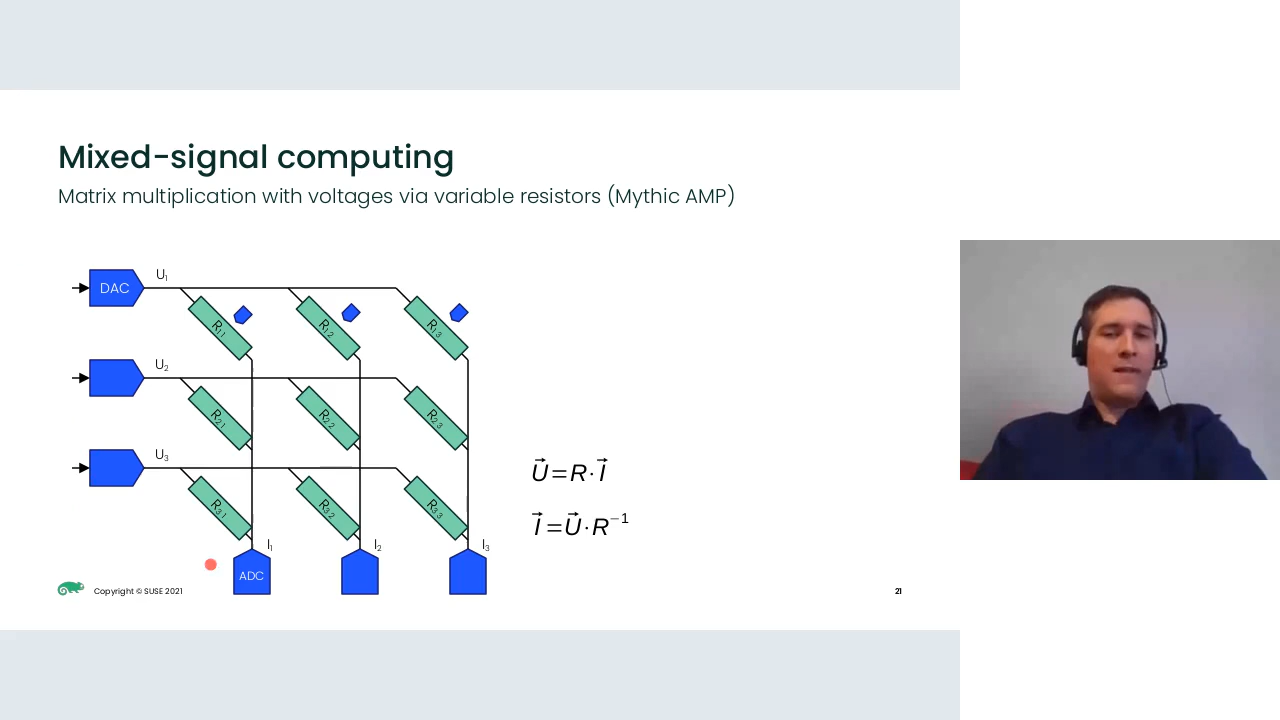 Mixed-signal computing
Matrix multiplication with voltages via variable resistors (Mythic AMP)
U₁
DAC
R₁,₁
R₁,₂
R₁,₃
U₂
R₂,₁
R₂,₂
R₂,₃
U₃
R₃,₁
R₃,₂
R₃,₃
U⃗=R·I⃗
I⃗=U⃗·R⁻¹
I₁
I₂
I₃
ADC
Copyright © SUSE 2021
21